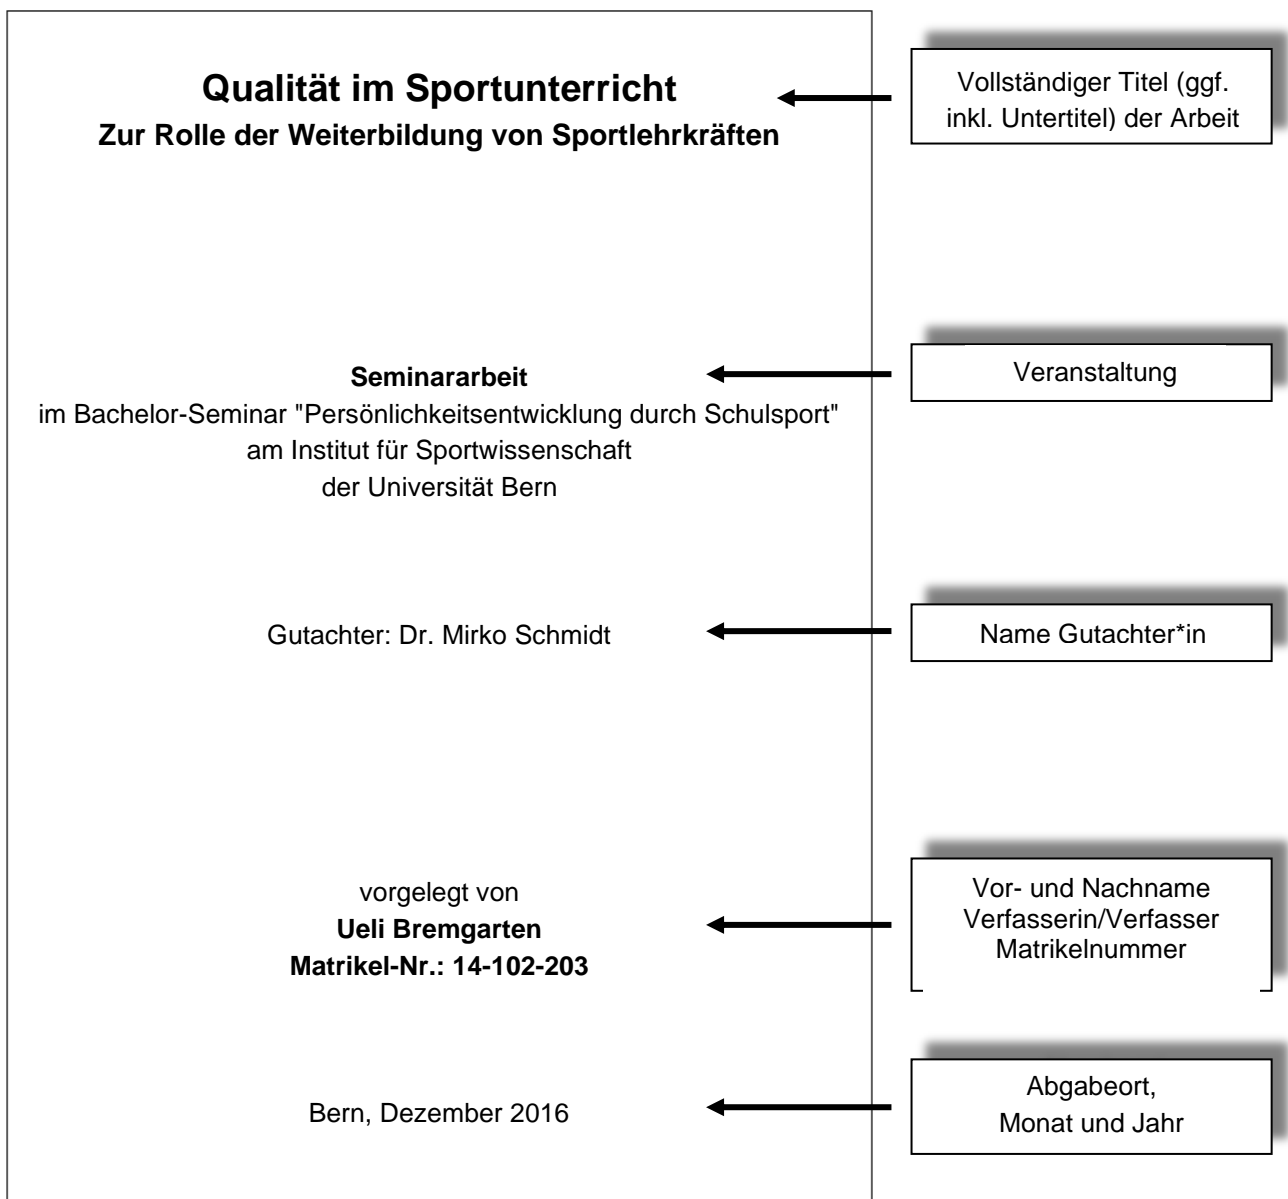 Qualität im Sportunterricht
Zur Rolle der Weiterbildung von Sportlehrkräften
Vollständiger Titel (ggf.
inkl. Untertitel) der Arbeit
Seminararbeit
im Bachelor-Seminar "Persönlichkeitsentwicklung durch Schulsport"
am Institut für Sportwissenschaft
der Universität Bern
Veranstaltung
Gutachter: Dr. Mirko Schmidt
Name Gutachter*in
vorgelegt von
Ueli Bremgarten
Matrikel-Nr.: 14-102-203
Vor- und Nachname
Verfasserin/Verfasser
Matrikelnummer
Bern, Dezember 2016
Abgabeort,
Monat und Jahr